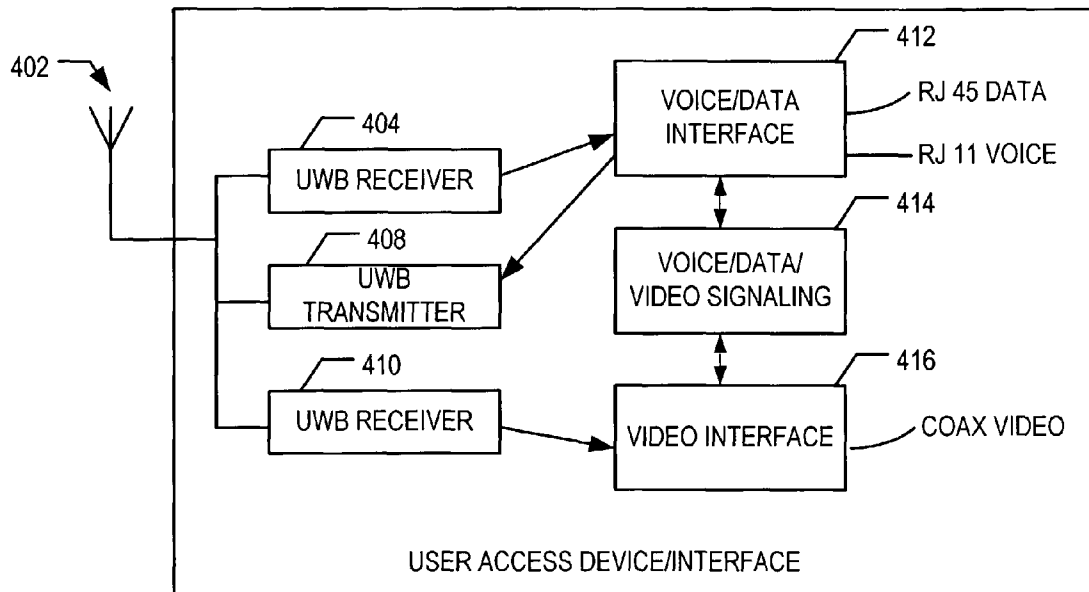 402
404
UWB RECEIVER
408
UWB
TRANSMITTER
410
UWB RECEIVER
412
VOICE/DATA
INTERFACE
RJ 45 DATA
RJ 11 VOICE
414
VOICE/DATA/
VIDEO SIGNALING
416
VIDEO INTERFACE
COAX VIDEO
USER ACCESS DEVICE/INTERFACE